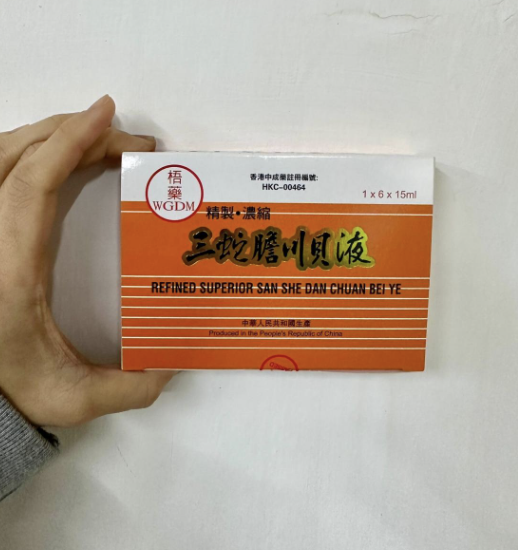 梧藥
WGDM
香港中成藥註冊編號:
HKC-00464
1 x 6 x 15ml
精製·濃縮
三蛇膽川貝液
REFINED SUPERIOR SAN SHE DAN CHUAN BEI YE
中華人民共和國生產
Produced in the People's Republic of China